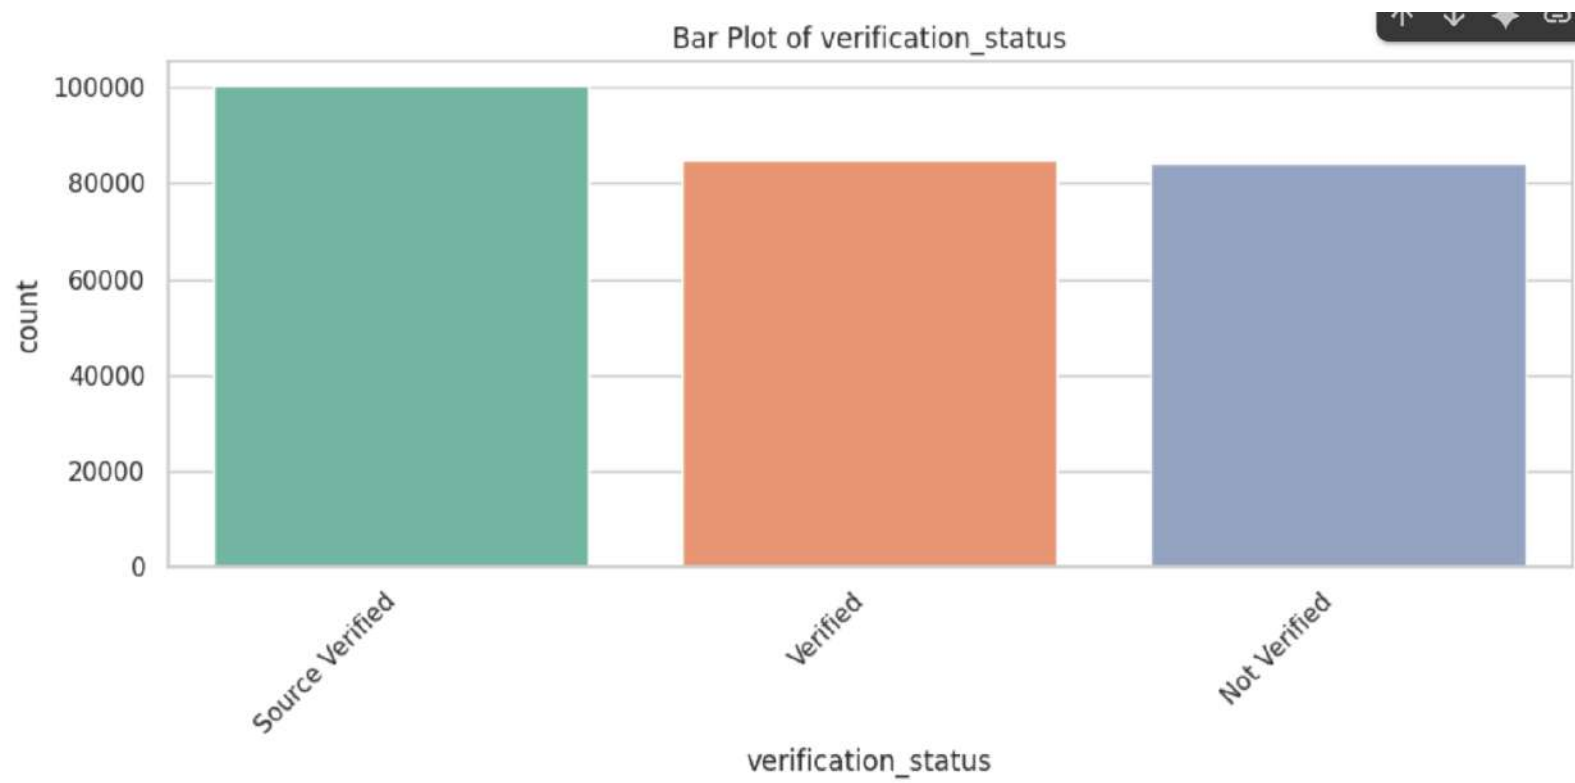 Bar Plot of verification_status
100000
80000
60000
40000
20000
0
count
Source Verified
Verified
Not Verified
verification_status